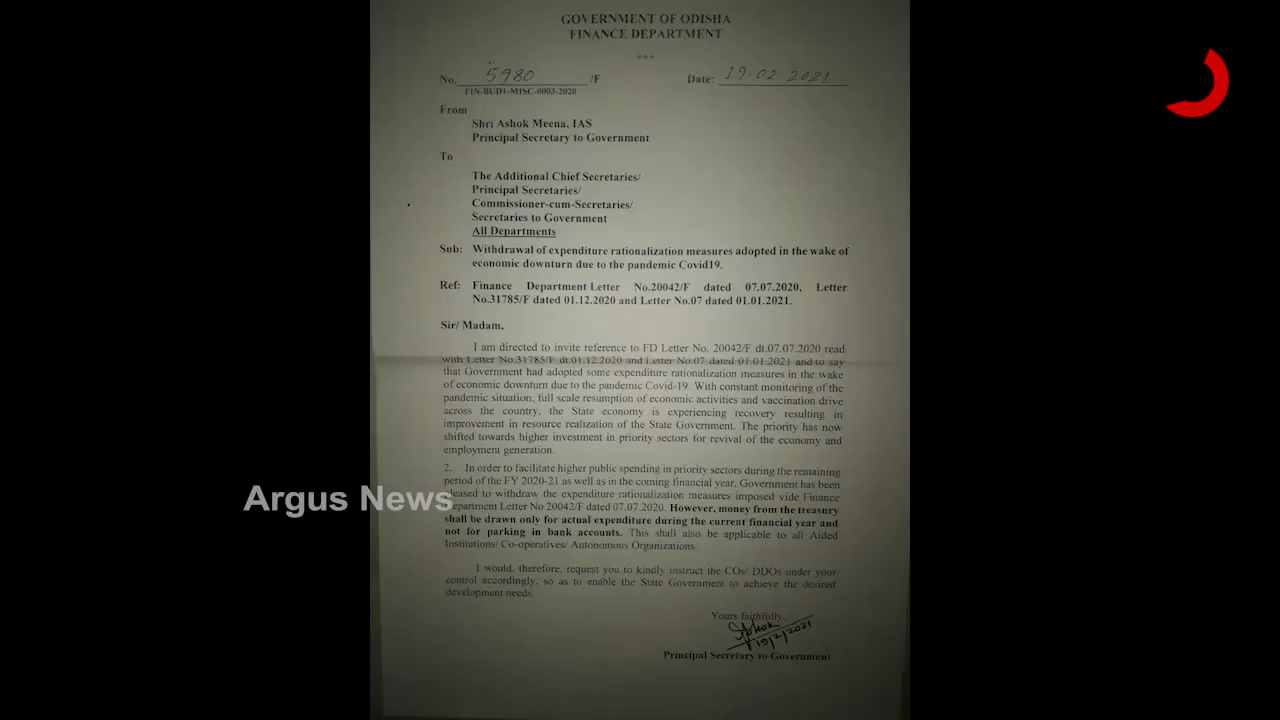 GOVERNMENT OF ODISHA
FINANCE DEPARTMENT
***
No. 5980 /F Date: 19-02-2021
FIN-BUD1-MISC-0003-2020
From
Shri Ashok Meena, IAS
Principal Secretary to Government
To
The Additional Chief Secretaries/
Principal Secretaries/
Commissioner-cum-Secretaries/
Secretaries to Government
All Departments
Sub: Withdrawal of expenditure rationalization measures adopted in the wake of
economic downturn due to the pandemic Covid19.
Ref: Finance Department Letter No.20042/F dated 07.07.2020, Letter
No.31785/F dated 01.12.2020 and Letter No.07 dated 01.01.2021.
Sir/ Madam,
I am directed to invite reference to FD Letter No. 20042/F dt.07.07.2020 read
with Letter No.31785/F dt.01.12.2020 and Letter No.07 dated 01.01.2021 and to say
that Government had adopted some expenditure rationalization measures in the wake
of economic downturn due to the pandemic Covid-19. With constant monitoring of the
pandemic situation, full scale resumption of economic activities and vaccination drive
across the country, the State economy is experiencing recovery resulting in
improvement in resource realization of the State Government. The priority has now
shifted towards higher investment in priority sectors for revival of the economy and
employment generation.
2. In order to facilitate higher public spending in priority sectors during the remaining
period of the FY 2020-21 as well as in the coming financial year, Government has been
pleased to withdraw the expenditure rationalization measures imposed vide Finance
Department Letter No 20042/F dated 07.07.2020. However, money from the treasury
shall be drawn only for actual expenditure during the current financial year and
not for parking in bank accounts. This shall also be applicable to all Aided
Institutions/ Co-operatives/ Autonomous Organizations.
I would, therefore, request you to kindly instruct the COs/ DDOs under your
control accordingly, so as to enable the State Government to achieve the desired
development needs.
Yours faithfully,
Ashok
19/2/2021
Principal Secretary to Government
Argus News